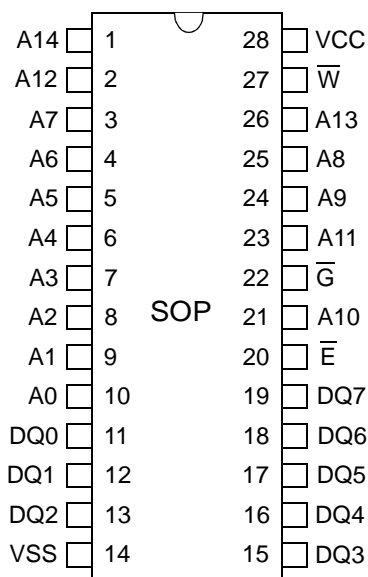 A14 1 28 VCC
A12 2 27 W̅
A7 3 26 A13
A6 4 25 A8
A5 5 24 A9
A4 6 23 A11
A3 7 22 G̅
A2 8 SOP 21 A10
A1 9 20 E̅
A0 10 19 DQ7
DQ0 11 18 DQ6
DQ1 12 17 DQ5
DQ2 13 16 DQ4
VSS 14 15 DQ3